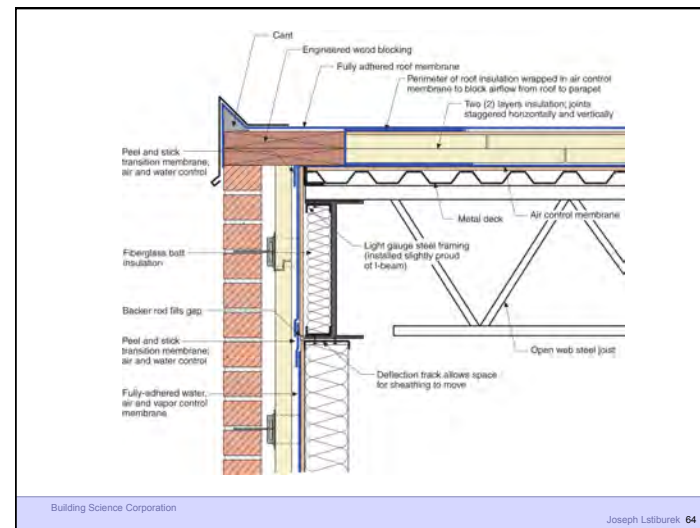 Cant
Engineered wood blocking
Fully adhered roof membrane
Perimeter of roof insulation wrapped in air control
membrane to block airflow from roof to parapet
Two (2) layers insulation; joints
staggered horizontally and vertically
Peel and stick
transition membrane;
air and water control
Metal deck
Air control membrane
Fiberglass batt
insulation
Light gauge steel framing
(installed slightly proud
of I-beam)
Backer rod fills gap
Peel and stick
transition membrane;
air and water control
Open web steel joist
Deflection track allows space
for sheathing to move
Fully-adhered water,
air and vapor control
membrane
Building Science Corporation
Joseph Lstiburek 64